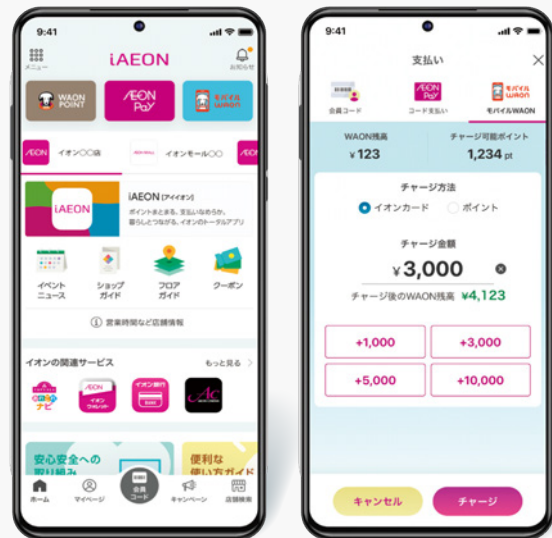 9:41
メニュー
iAEON
お知らせ
WAON
POINT
AEON
Pay
モバイル
WAON
AEON
イオン〇〇店
AEON MALL
イオンモール〇〇
AEON
iAEON
iAEON [アイイオン]
ポイントまとまる。支払いなめらか。
暮らしとつながる、イオンのトータルアプリ
イベント
ニュース
ショップ
ガイド
フロア
ガイド
クーポン
営業時間など店舗情報
イオンの関連サービス
もっと見る
ナビ
AEON
イオン
ウォレット
イオン銀行
安心安全への
取り組み
便利な
使い方ガイド
ホーム
マイページ
会員
コード
キャンペーン
店舗検索
9:41
支払い
会員コード
AEON
Pay
コード支払い
モバイル
WAON
モバイルWAON
WAON残高
¥123
チャージ可能ポイント
1,234 pt
チャージ方法
イオンカード
ポイント
チャージ金額
¥3,000
チャージ後のWAON残高 ¥4,123
+1,000
+3,000
+5,000
+10,000
キャンセル
チャージ